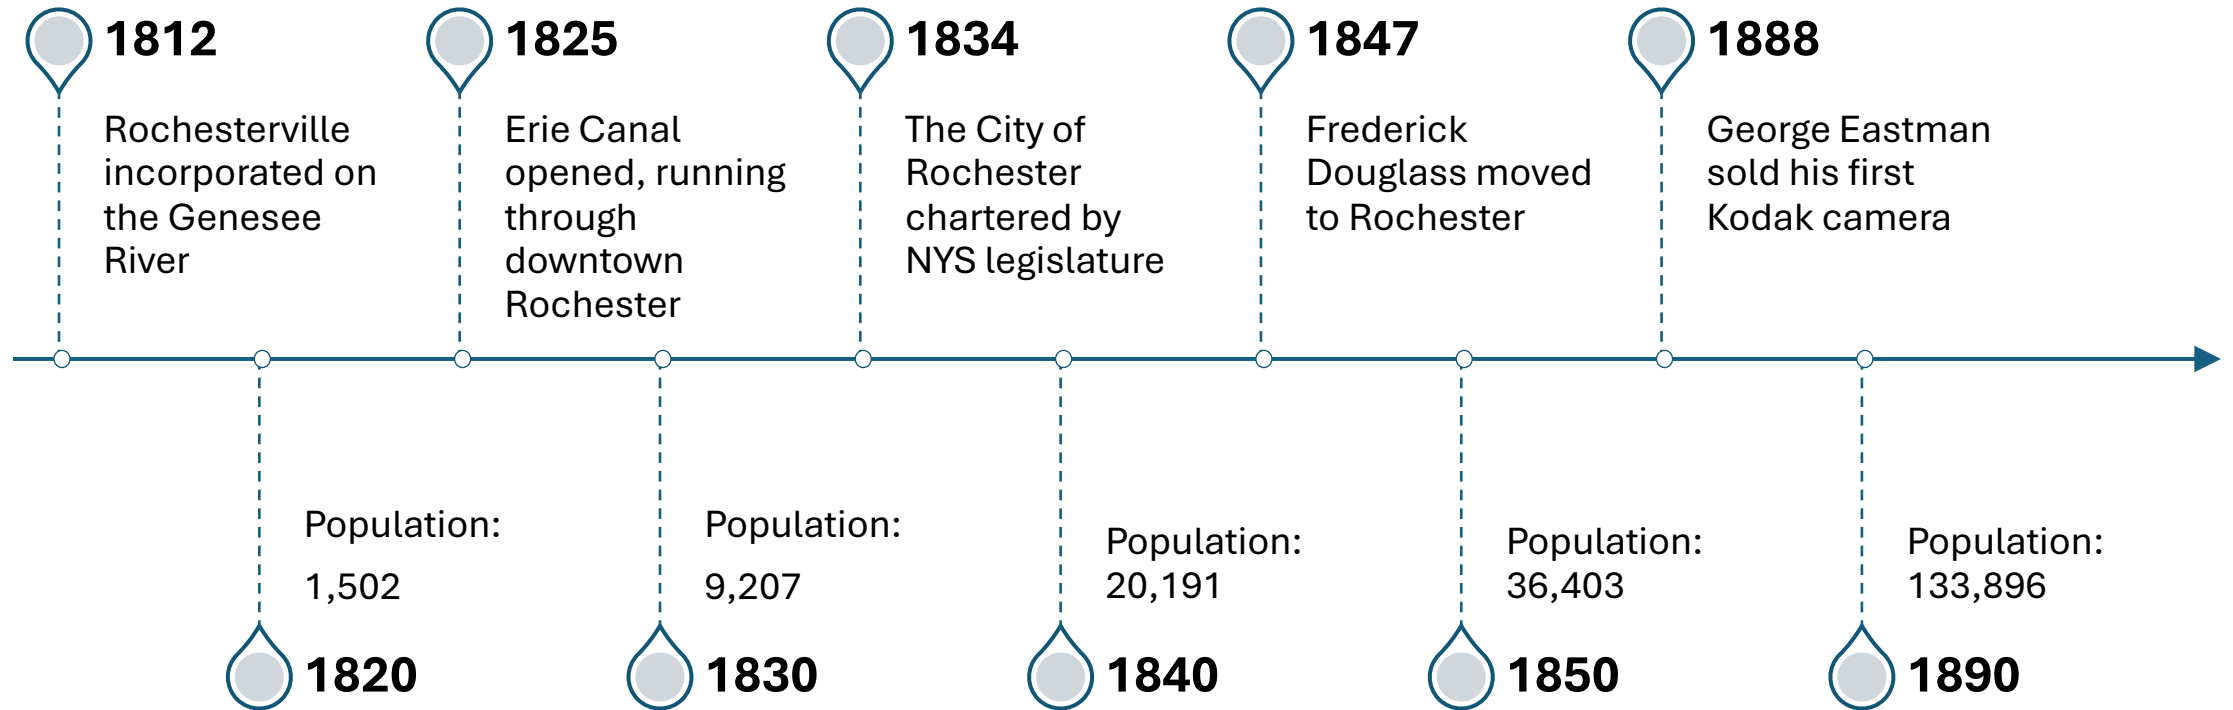 1812
Rochesterville
incorporated on
the Genesee
River
1825
Erie Canal
opened, running
through
downtown
Rochester
1834
The City of
Rochester
chartered by
NYS legislature
1847
Frederick
Douglass moved
to Rochester
1888
George Eastman
sold his first
Kodak camera
Population:
1,502
1820
Population:
9,207
1830
Population:
20,191
1840
Population:
36,403
1850
Population:
133,896
1890